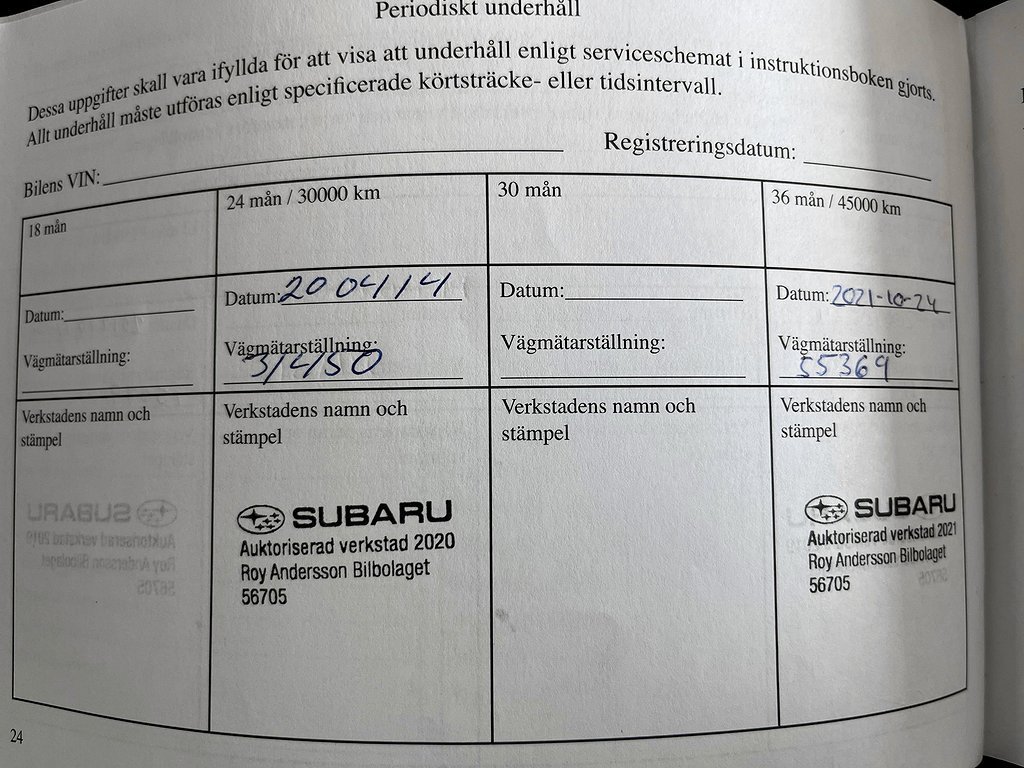 Periodiskt underhåll
Dessa uppgifter skall vara ifyllda för att visa att underhåll enligt serviceschemat i instruktionsboken gjorts.
Allt underhåll måste utföras enligt specificerade körtsträcke- eller tidsintervall.
Bilens VIN:
Registreringsdatum:
18 mån
Datum:
Vägmätarställning:
Verkstadens namn och
stämpel
24 mån / 30000 km
Datum: 200414
Vägmätarställning:
31450
Verkstadens namn och
stämpel
SUBARU
Auktoriserad verkstad 2020
Roy Andersson Bilbolaget
56705
30 mån
Datum:
Vägmätarställning:
Verkstadens namn och
stämpel
36 mån / 45000 km
Datum: 2021-10-24
Vägmätarställning:
55369
Verkstadens namn och
stämpel
SUBARU
Auktoriserad verkstad 2021
Roy Andersson Bilbolaget
56705
24